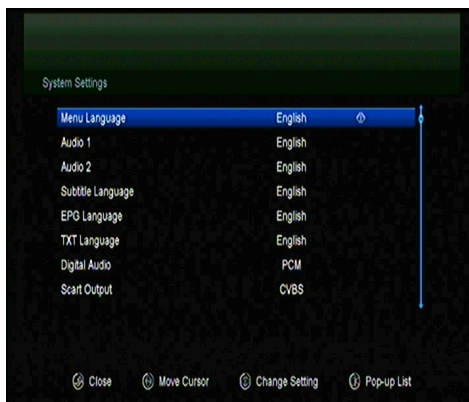 System Settings
Menu Language English
Audio 1 English
Audio 2 English
Subtitle Language English
EPG Language English
TXT Language English
Digital Audio PCM
Scart Output CVBS
Close Move Cursor Change Setting Pop-up List